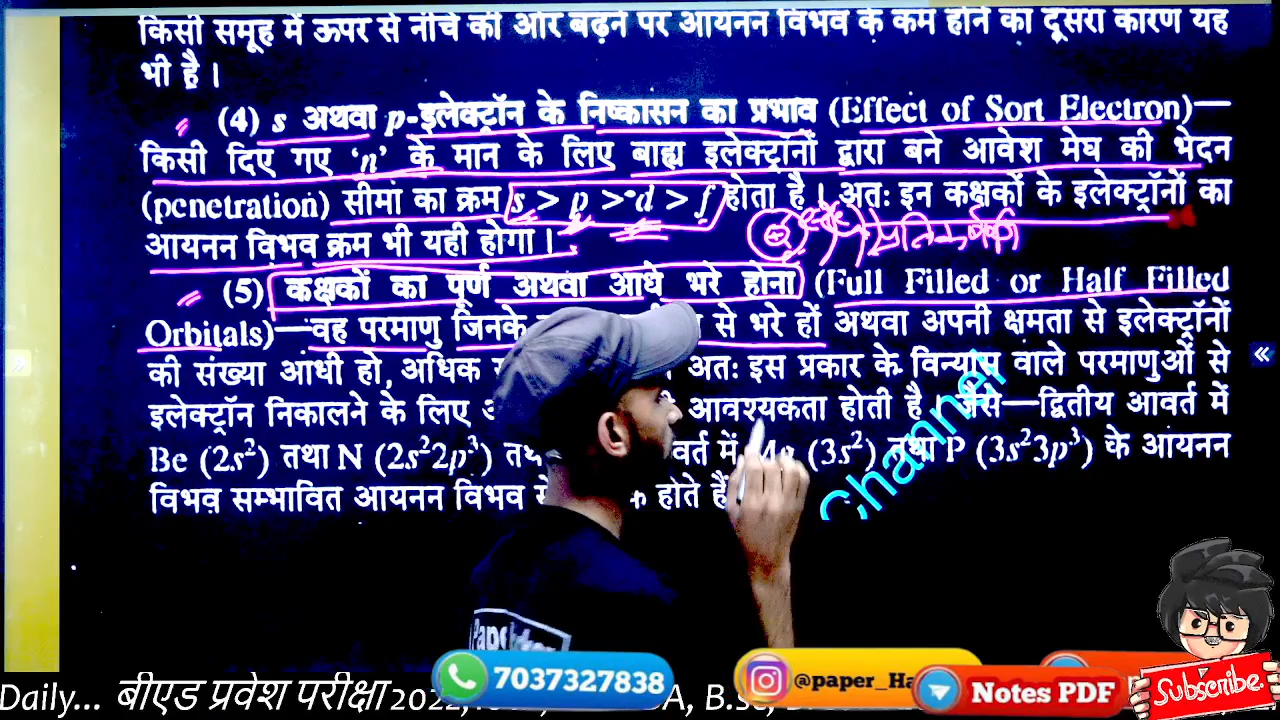 किसी समूह में ऊपर से नीचे की ओर बढ़ने पर आयनन विभव के कम होने का दूसरा कारण यह
भी है ।
(4) s अथवा p-इलेक्ट्रॉन के निष्कासन का प्रभाव (Effect of Sort Electron)—
किसी दिए गए ‘n’ के मान के लिए बाह्य इलेक्ट्रॉनों द्वारा बने आवेश मेघ की भेदन
(penetration) सीमा का क्रम s > p > d > f होता है । अतः इन कक्षकों के इलेक्ट्रॉनों का
आयनन विभव क्रम भी यही होगा ।
(5) कक्षकों का पूर्ण अथवा आधे भरे होना (Full Filled or Half Filled
Orbitals)—वह परमाणु जिनके से भरे हों अथवा अपनी क्षमता से इलेक्ट्रॉनों
की संख्या आधी हो, अधिक अतः इस प्रकार के विन्यास वाले परमाणुओं से
इलेक्ट्रॉन निकालने के लिए आवश्यकता होती है । जैसे—द्वितीय आवर्त में
Be (2s²) तथा N (2s²2p³) में Mg (3s²) तथा P (3s²3p³) के आयनन
विभव सम्भावित आयनन विभव होते हैं
Channel
7037327838
@paper_Ha
Notes PDF
Subscribe.
Daily... बीएड प्रवेश परीक्षा 2022, B.Sc,